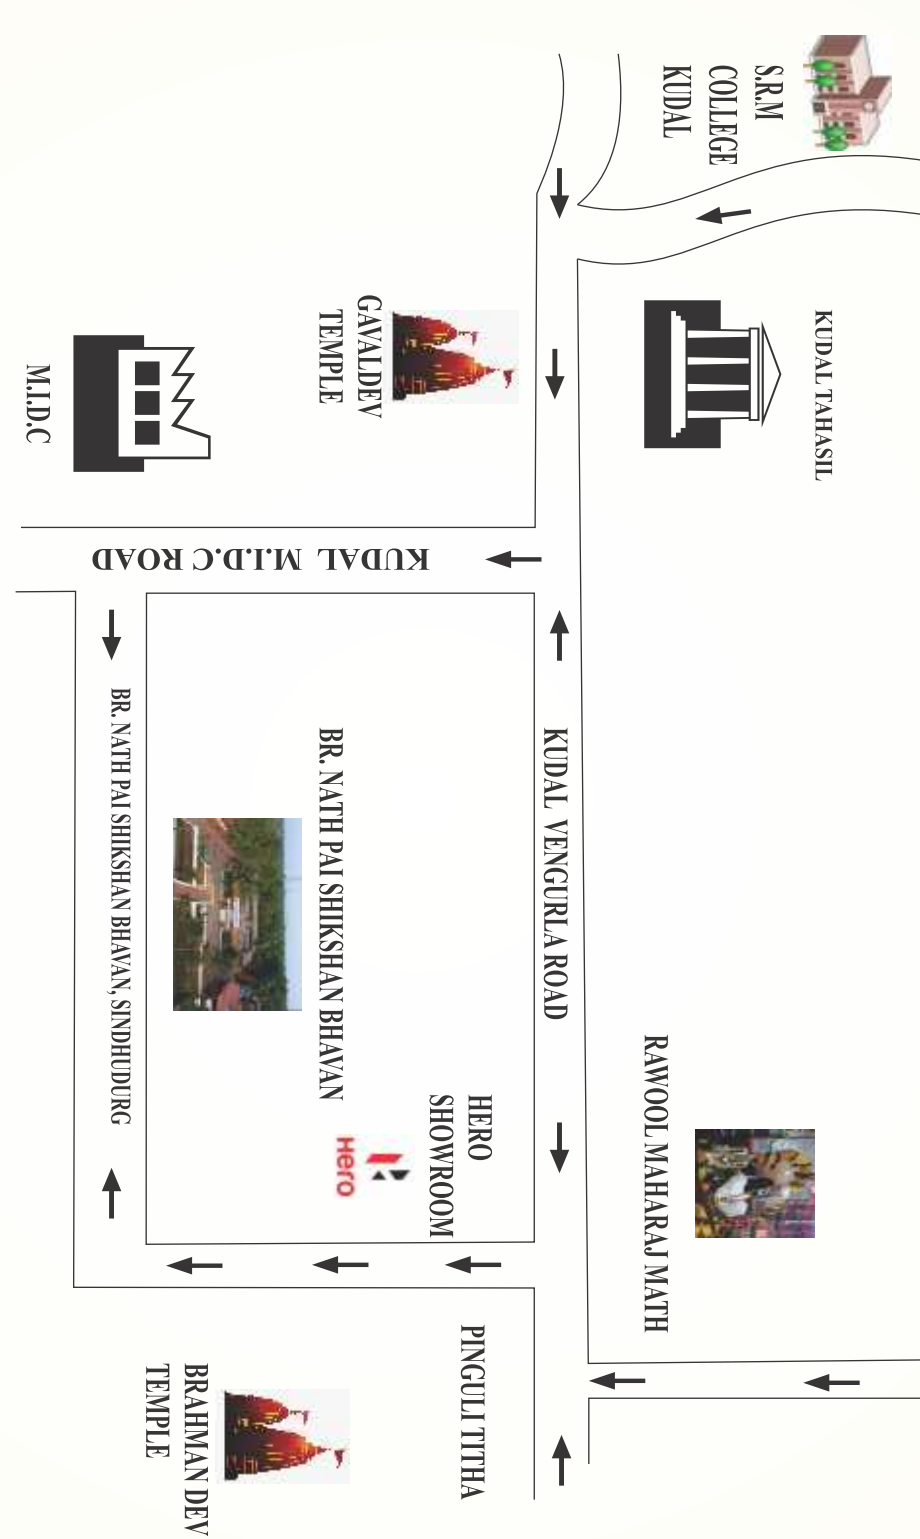 S.R.M
COLLEGE
KUDAL
KUDAL TAHASIL
GAVALDEV
TEMPLE
M.I.D.C
KUDAL M.I.D.C ROAD
KUDAL VENGURLA ROAD
RAWOOL MAHARAJ MATH
BR. NATH PAI SHIKSHAN BHAVAN
HERO
SHOWROOM
Hero
BR. NATH PAI SHIKSHAN BHAVAN, SINDHUDURG
PINGULI TITHA
BRAHMAN DEV
TEMPLE